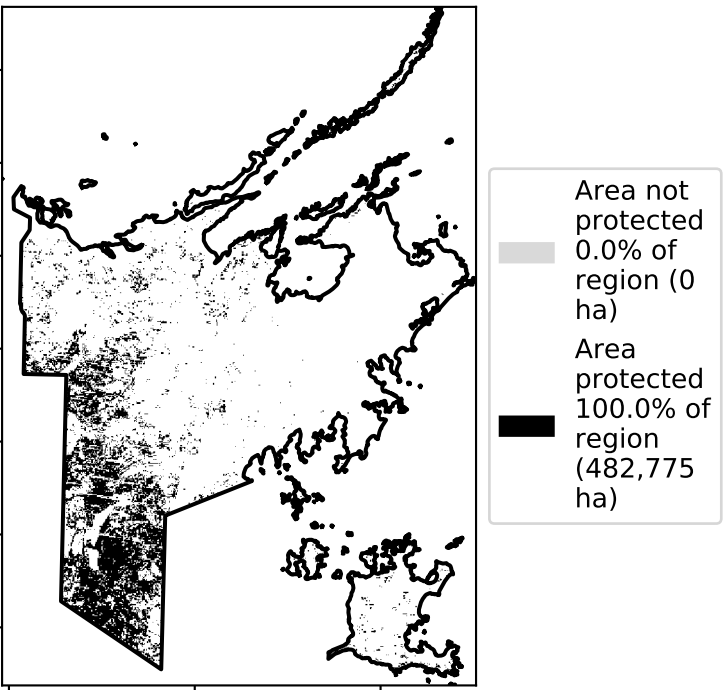 Area not
protected
0.0% of
region (0
ha)
Area
protected
100.0% of
region
(482,775
ha)